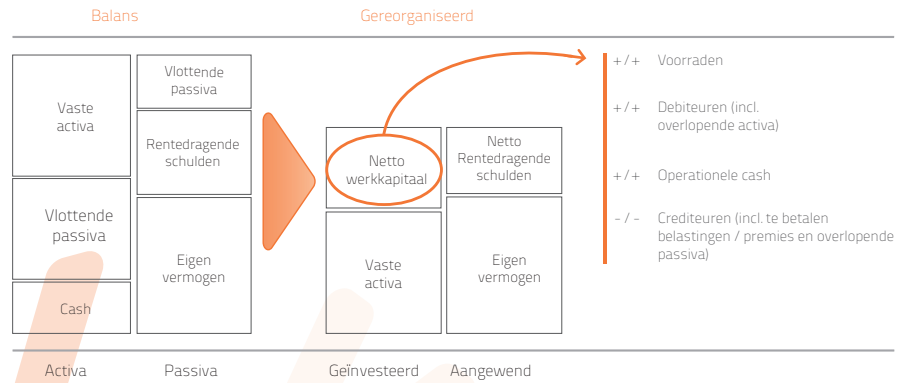 Balans
Gereorganiseerd
Vaste
activa
Vlottende
passiva
Cash
Vlottende
passiva
Rentedragende
schulden
Eigen
vermogen
Netto
werkkapitaal
Vaste
activa
Netto
Rentedragende
schulden
Eigen
vermogen
+/+ Voorraden
+/+ Debiteuren (incl.
overlopende activa)
+/+ Operationele cash
-/- Crediteuren (incl. te betalen
belastingen / premies en overlopende
passiva)
Activa
Passiva
Geïnvesteerd
Aangewend